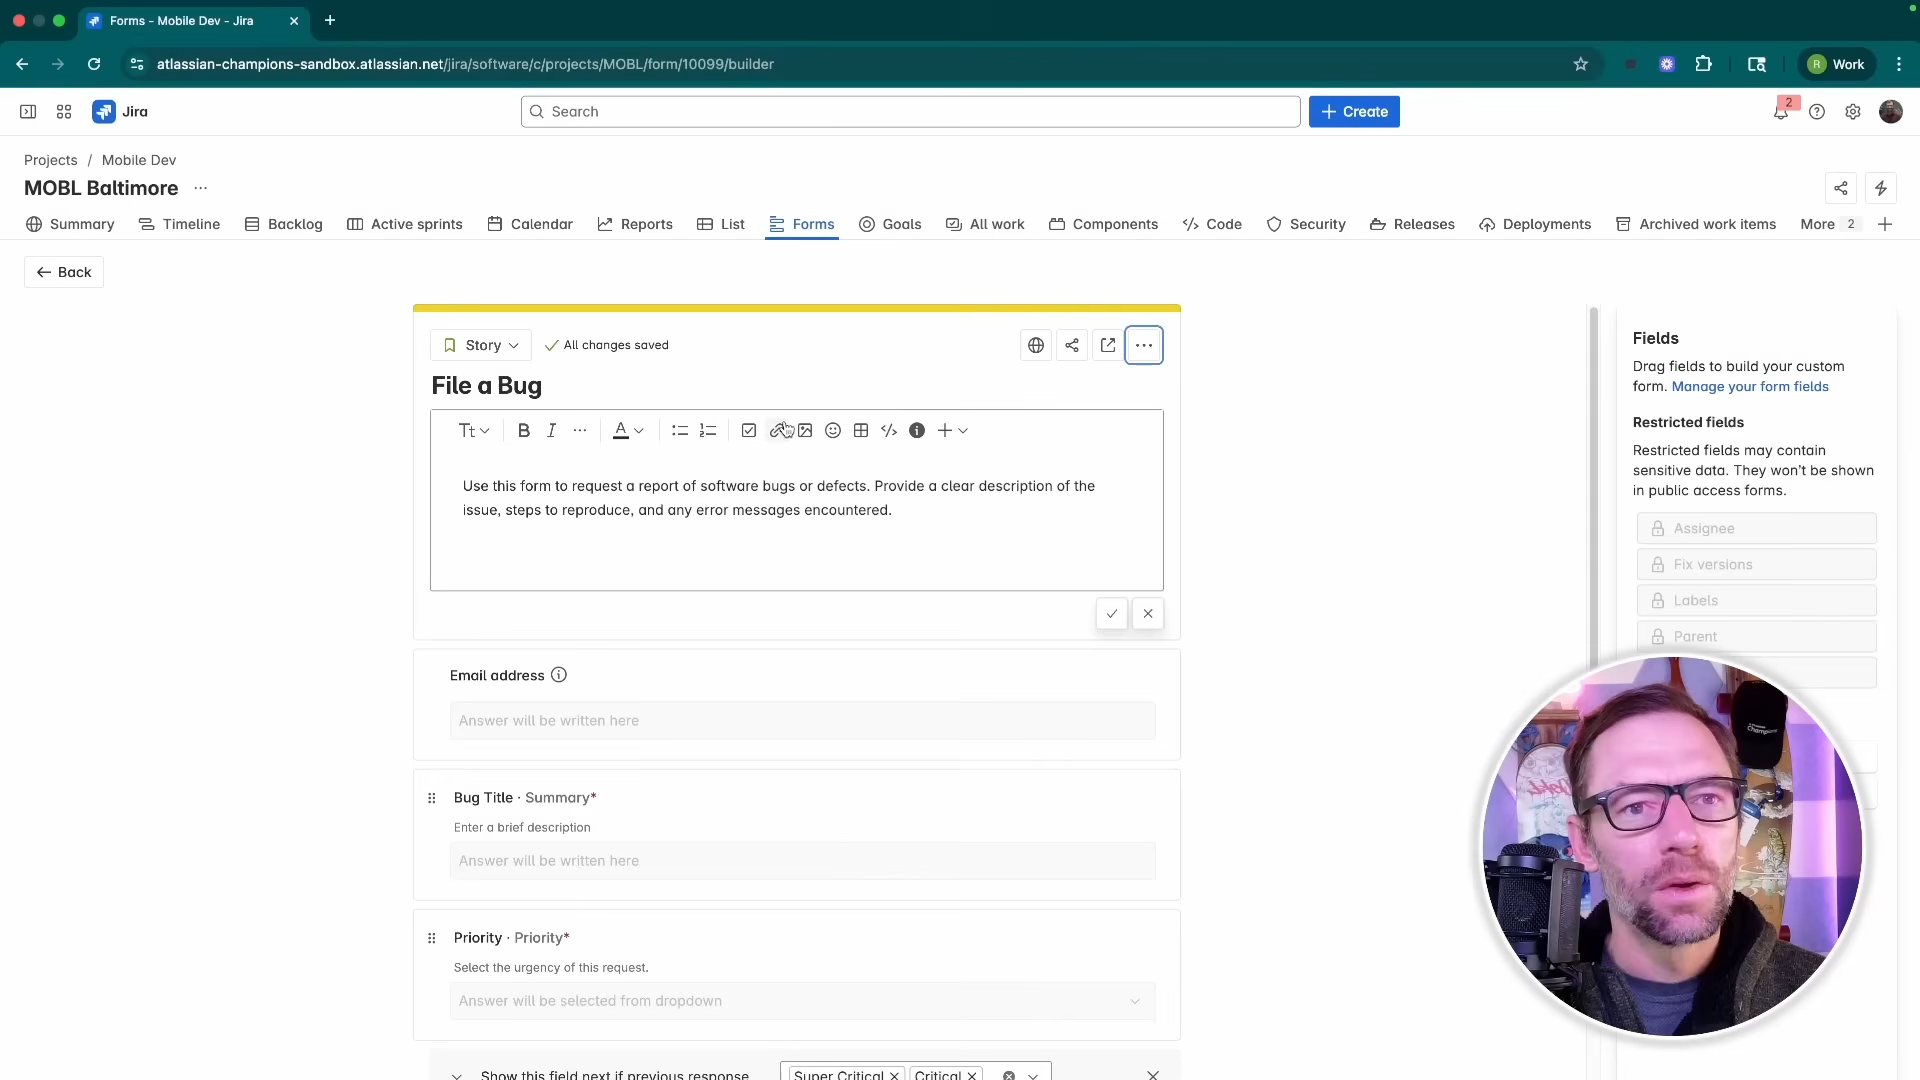 Forms - Mobile Dev - Jira
atlassian-champions-sandbox.atlassian.net/jira/software/c/projects/MOBL/form/10099/builder
R Work
Jira
Search
Create
2
Projects / Mobile Dev
MOBL Baltimore
Summary Timeline Backlog Active sprints Calendar Reports List Forms Goals All work Components Code Security Releases Deployments Archived work items More 2
Back
Story
All changes saved
File a Bug
Tt B I A
Use this form to request a report of software bugs or defects. Provide a clear description of the
issue, steps to reproduce, and any error messages encountered.
Email address
Answer will be written here
Bug Title · Summary*
Enter a brief description
Answer will be written here
Priority · Priority*
Select the urgency of this request.
Answer will be selected from dropdown
Show this field next if previous response
Super Critical
Critical
Fields
Drag fields to build your custom
form. Manage your form fields
Restricted fields
Restricted fields may contain
sensitive data. They won't be shown
in public access forms.
Assignee
Fix versions
Labels
Parent